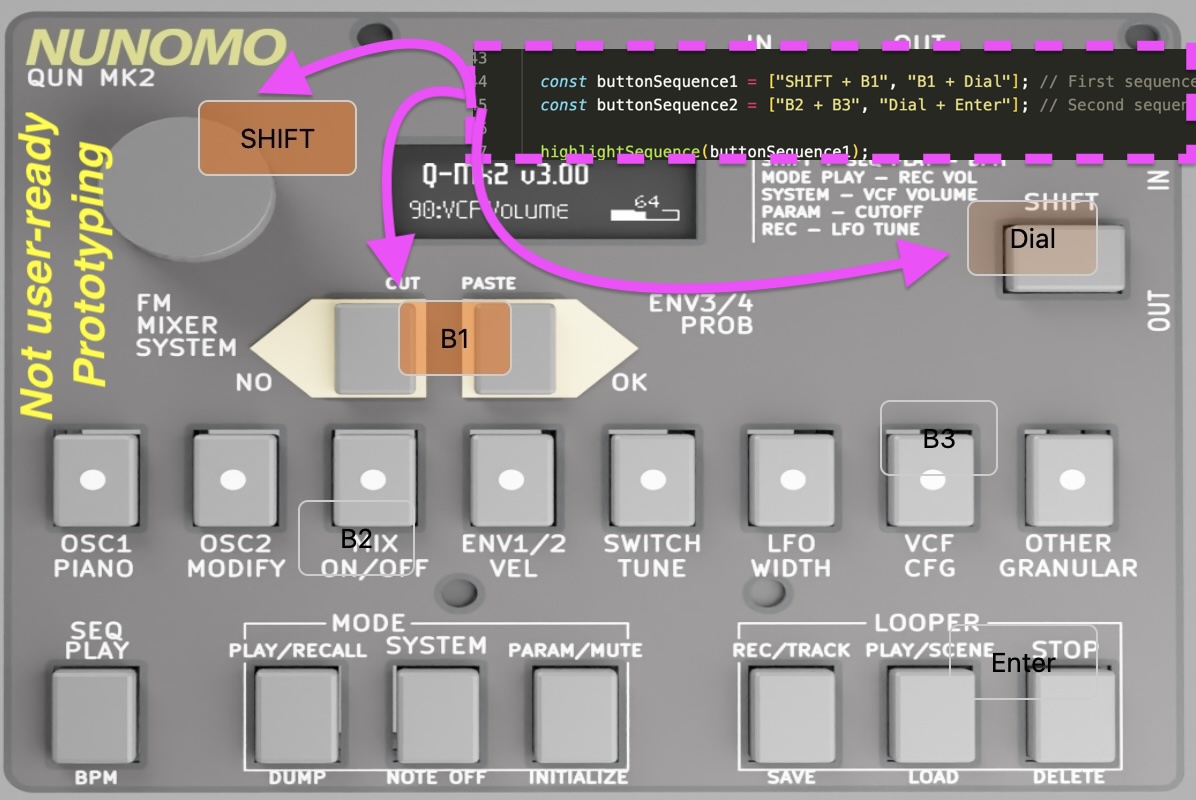 NUNOMO
QUN MK2
Not user-ready
Prototyping
SHIFT
IN
OUT
43
44 const buttonSequence1 = ["SHIFT + B1", "B1 + Dial"]; // First sequence
const buttonSequence2 = ["B2 + B3", "Dial + Enter"]; // Second sequen
highlightSequence(buttonSequence1);
Q-Mk2 v3.00
90:VCF Volume
64
MODE PLAY – REC VOL
SYSTEM – VCF VOLUME
PARAM – CUTOFF
REC – LFO TUNE
IN
OUT
SHIFT
Dial
CUT
PASTE
FM
MIXER
SYSTEM
B1
ENV3/4
PROB
NO
OK
B3
OSC1
PIANO
OSC2
MODIFY
B2
MIX
ON/OFF
ENV1/2
VEL
SWITCH
TUNE
LFO
WIDTH
VCF
CFG
OTHER
GRANULAR
SEQ
PLAY
MODE
PLAY/RECALL
SYSTEM
PARAM/MUTE
LOOPER
REC/TRACK
PLAY/SCENE
STOP
Enter
BPM
DUMP
NOTE OFF
INITIALIZE
SAVE
LOAD
DELETE